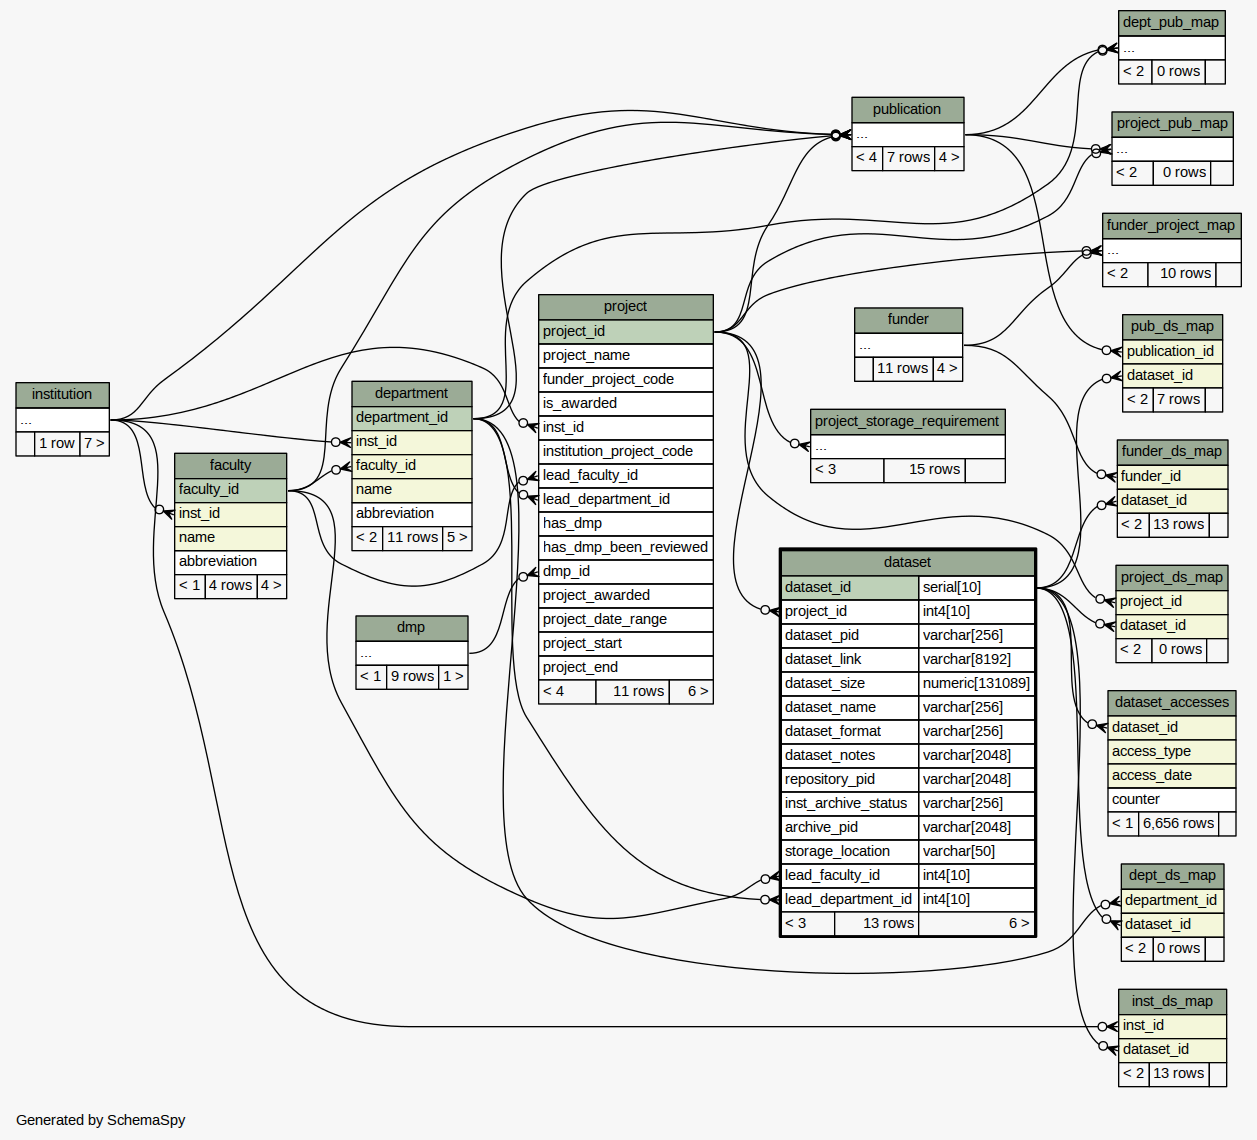 dept_pub_map
...
< 2 0 rows
publication
...
< 4 7 rows 4 >
project_pub_map
...
< 2 0 rows
funder_project_map
...
< 2 10 rows
project
project_id
project_name
funder_project_code
is_awarded
inst_id
institution_project_code
lead_faculty_id
lead_department_id
has_dmp
has_dmp_been_reviewed
dmp_id
project_awarded
project_date_range
project_start
project_end
< 4 11 rows 6 >
funder
...
11 rows 4 >
pub_ds_map
publication_id
dataset_id
< 2 7 rows
institution
...
1 row 7 >
department
department_id
inst_id
faculty_id
name
abbreviation
< 2 11 rows 5 >
project_storage_requirement
...
< 3 15 rows
funder_ds_map
funder_id
dataset_id
< 2 13 rows
faculty
faculty_id
inst_id
name
abbreviation
< 1 4 rows 4 >
dmp
...
< 1 9 rows 1 >
dataset
dataset_id serial[10]
project_id int4[10]
dataset_pid varchar[256]
dataset_link varchar[8192]
dataset_size numeric[131089]
dataset_name varchar[256]
dataset_format varchar[256]
dataset_notes varchar[2048]
repository_pid varchar[2048]
inst_archive_status varchar[256]
archive_pid varchar[2048]
storage_location varchar[50]
lead_faculty_id int4[10]
lead_department_id int4[10]
< 3 13 rows 6 >
project_ds_map
project_id
dataset_id
< 2 0 rows
dataset_accesses
dataset_id
access_type
access_date
counter
< 1 6,656 rows
dept_ds_map
department_id
dataset_id
< 2 0 rows
inst_ds_map
inst_id
dataset_id
< 2 13 rows
Generated by SchemaSpy